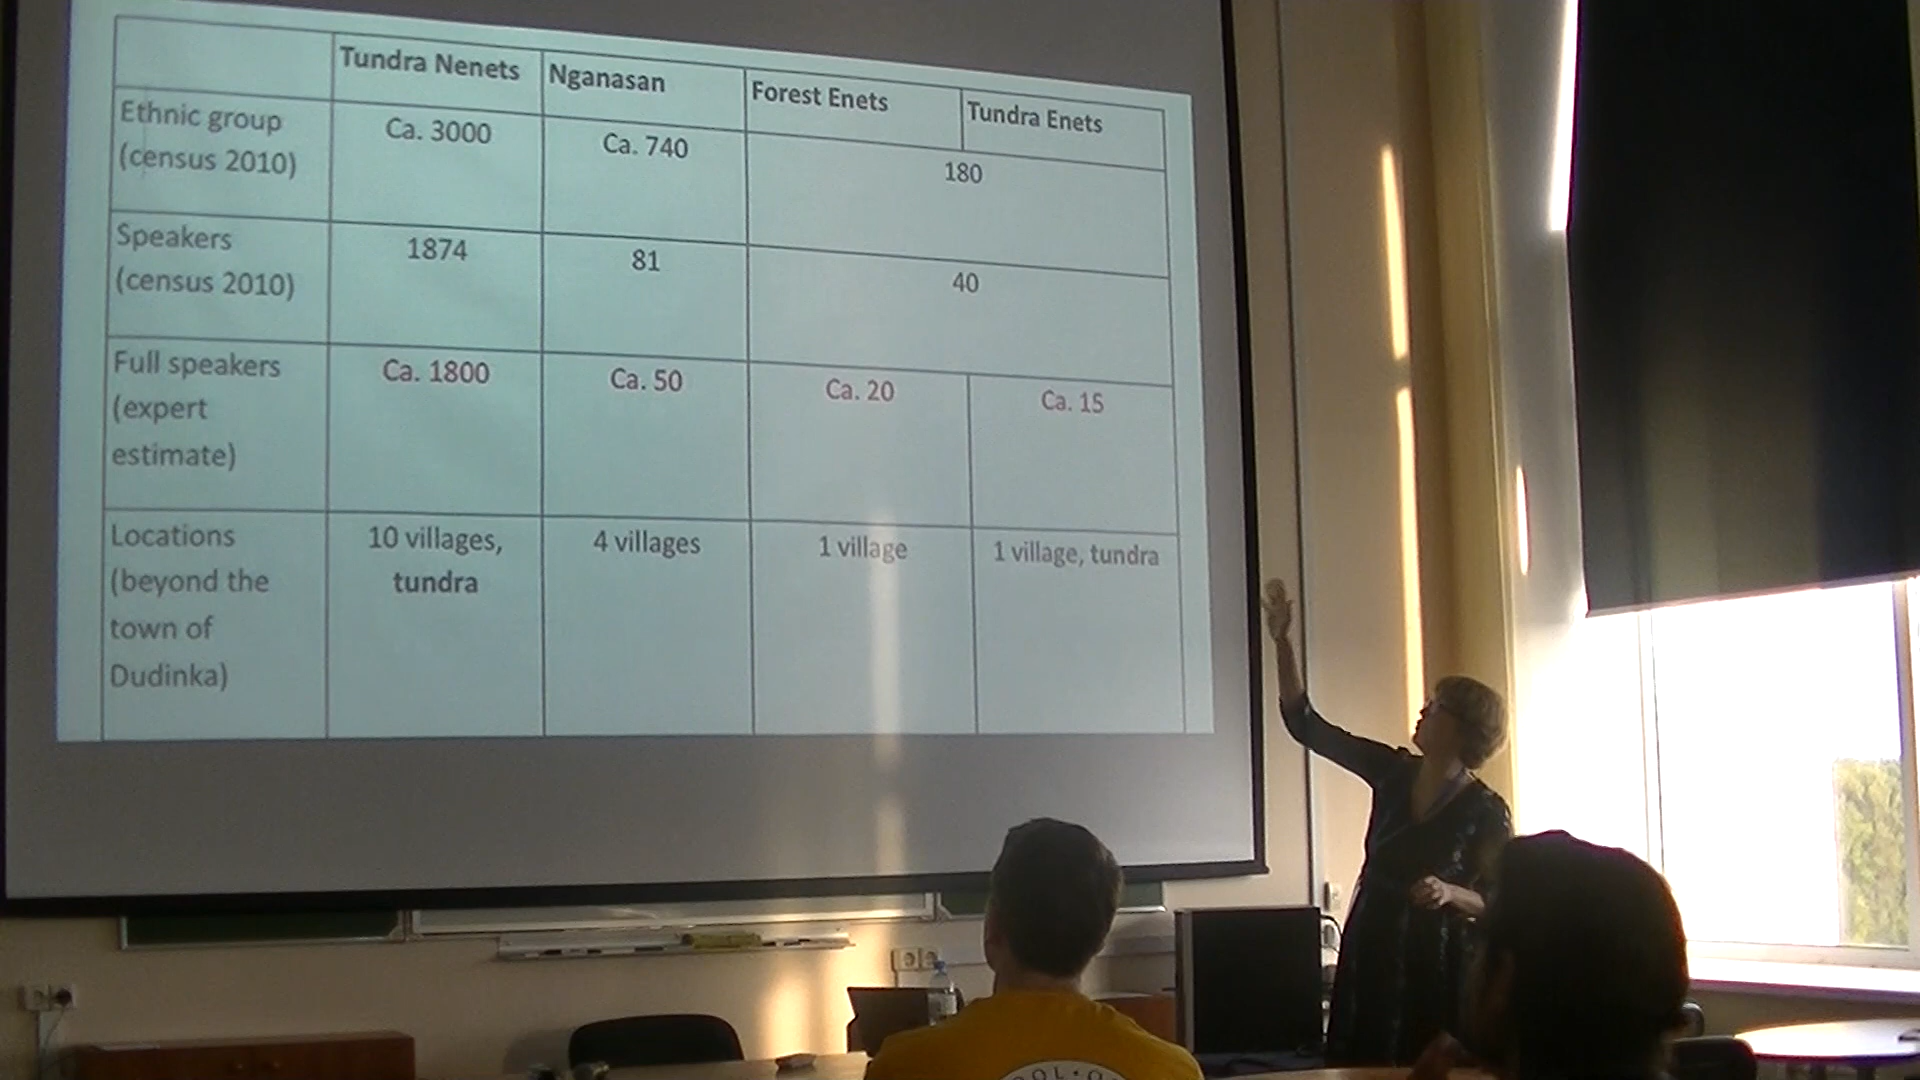 Tundra Nenets Nganasan Forest Enets Tundra Enets
Ethnic group
(census 2010)
Ca. 3000
Ca. 740
180
Speakers
(census 2010)
1874
81
40
Full speakers
(expert
estimate)
Ca. 1800
Ca. 50
Ca. 20
Ca. 15
Locations
(beyond the
town of
Dudinka)
10 villages,
tundra
4 villages
1 village
1 village, tundra